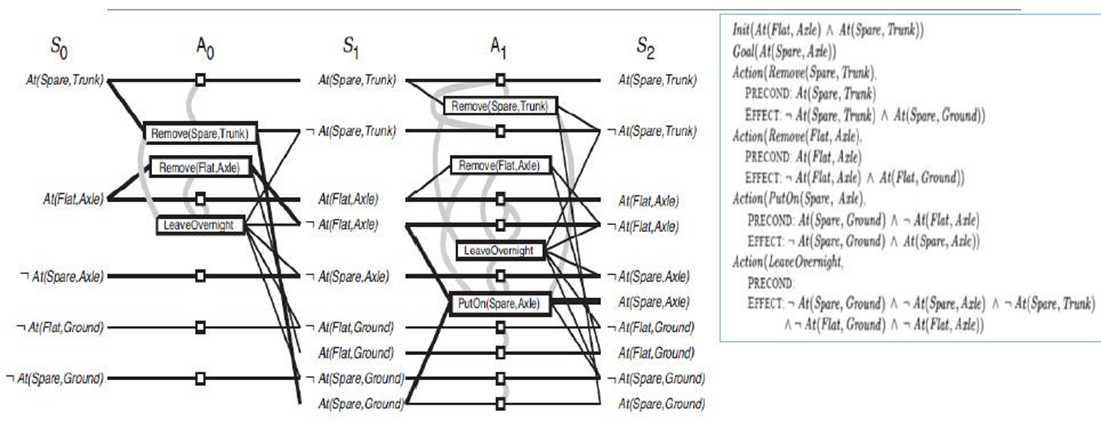 S0 A0 S1 A1 S2
At(Spare,Trunk) At(Spare,Trunk) At(Spare,Trunk)
Remove(Spare,Trunk)
Remove(Spare,Trunk) ¬ At(Spare,Trunk) ¬ At(Spare,Trunk)
Remove(Flat,Axle) Remove(Flat,Axle)
At(Flat,Axle) At(Flat,Axle) At(Flat,Axle)
LeaveOvernight ¬ At(Flat,Axle) ¬ At(Flat,Axle)
LeaveOvernight
¬ At(Spare,Axle) ¬ At(Spare,Axle) ¬ At(Spare,Axle)
PutOn(Spare,Axle) At(Spare,Axle)
¬ At(Flat,Ground) ¬ At(Flat,Ground) ¬ At(Flat,Ground)
At(Flat,Ground) At(Flat,Ground)
¬ At(Spare,Ground) ¬ At(Spare,Ground) ¬ At(Spare,Ground)
At(Spare,Ground) At(Spare,Ground)
Init(At(Flat, Axle) ∧ At(Spare, Trunk))
Goal(At(Spare, Axle))
Action(Remove(Spare, Trunk),
PRECOND: At(Spare, Trunk)
EFFECT: ¬ At(Spare, Trunk) ∧ At(Spare, Ground))
Action(Remove(Flat, Axle),
PRECOND: At(Flat, Axle)
EFFECT: ¬ At(Flat, Axle) ∧ At(Flat, Ground))
Action(PutOn(Spare, Axle),
PRECOND: At(Spare, Ground) ∧ ¬ At(Flat, Axle)
EFFECT: ¬ At(Spare, Ground) ∧ At(Spare, Axle))
Action(LeaveOvernight,
PRECOND:
EFFECT: ¬ At(Spare, Ground) ∧ ¬ At(Spare, Axle) ∧ ¬ At(Spare, Trunk)
∧ ¬ At(Flat, Ground) ∧ ¬ At(Flat, Axle))